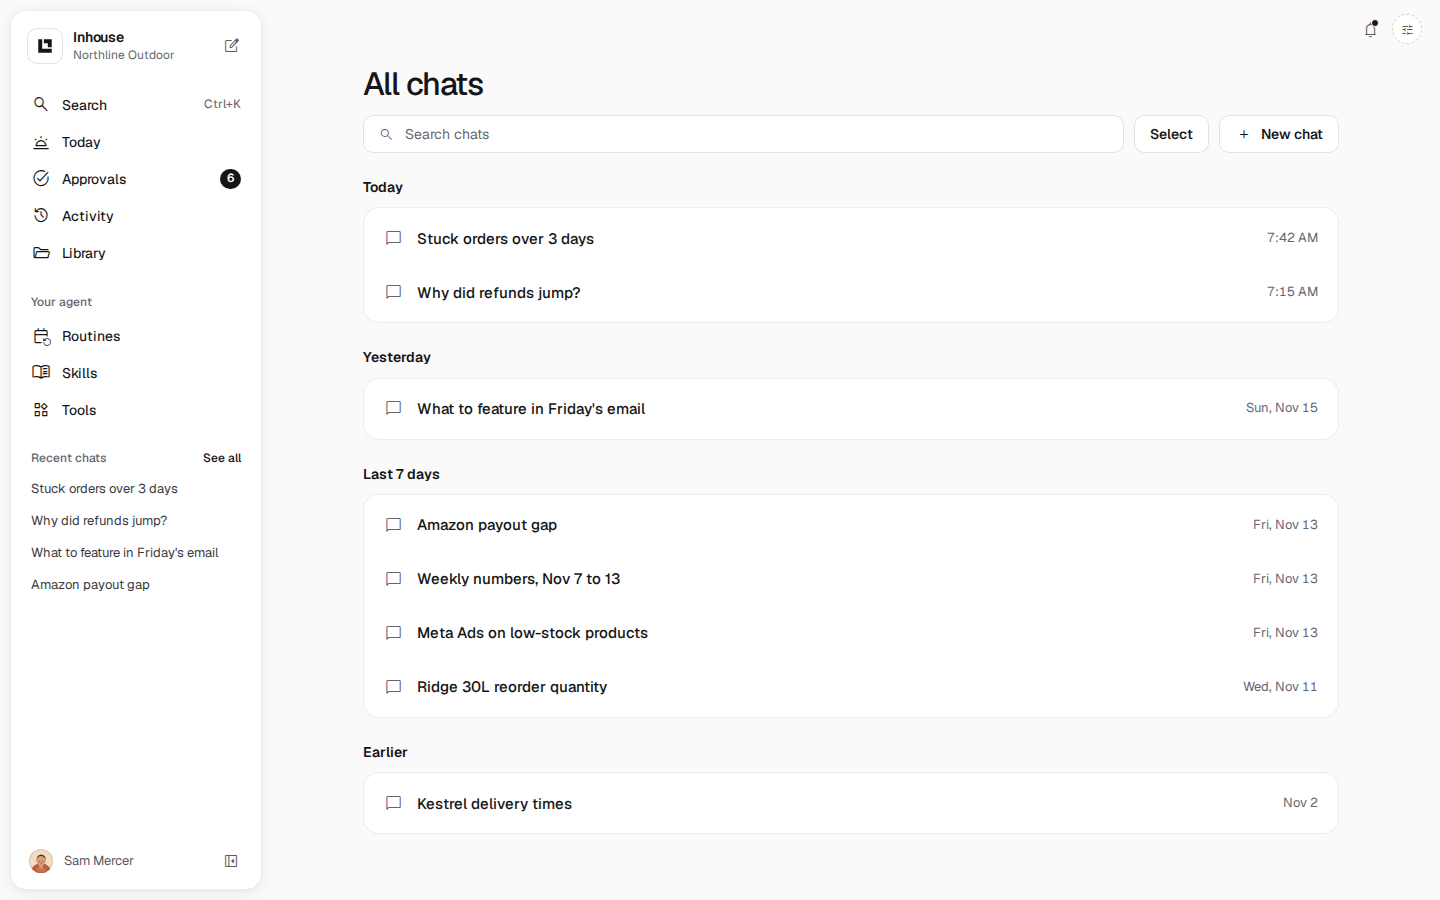 Inhouse
Northline Outdoor
Search Ctrl+K
Today
Approvals 6
Activity
Library
Your agent
Routines
Skills
Tools
Recent chats See all
Stuck orders over 3 days
Why did refunds jump?
What to feature in Friday's email
Amazon payout gap
Sam Mercer
All chats
Search chats
Select
New chat
Today
Stuck orders over 3 days 7:42 AM
Why did refunds jump? 7:15 AM
Yesterday
What to feature in Friday's email Sun, Nov 15
Last 7 days
Amazon payout gap Fri, Nov 13
Weekly numbers, Nov 7 to 13 Fri, Nov 13
Meta Ads on low-stock products Fri, Nov 13
Ridge 30L reorder quantity Wed, Nov 11
Earlier
Kestrel delivery times Nov 2